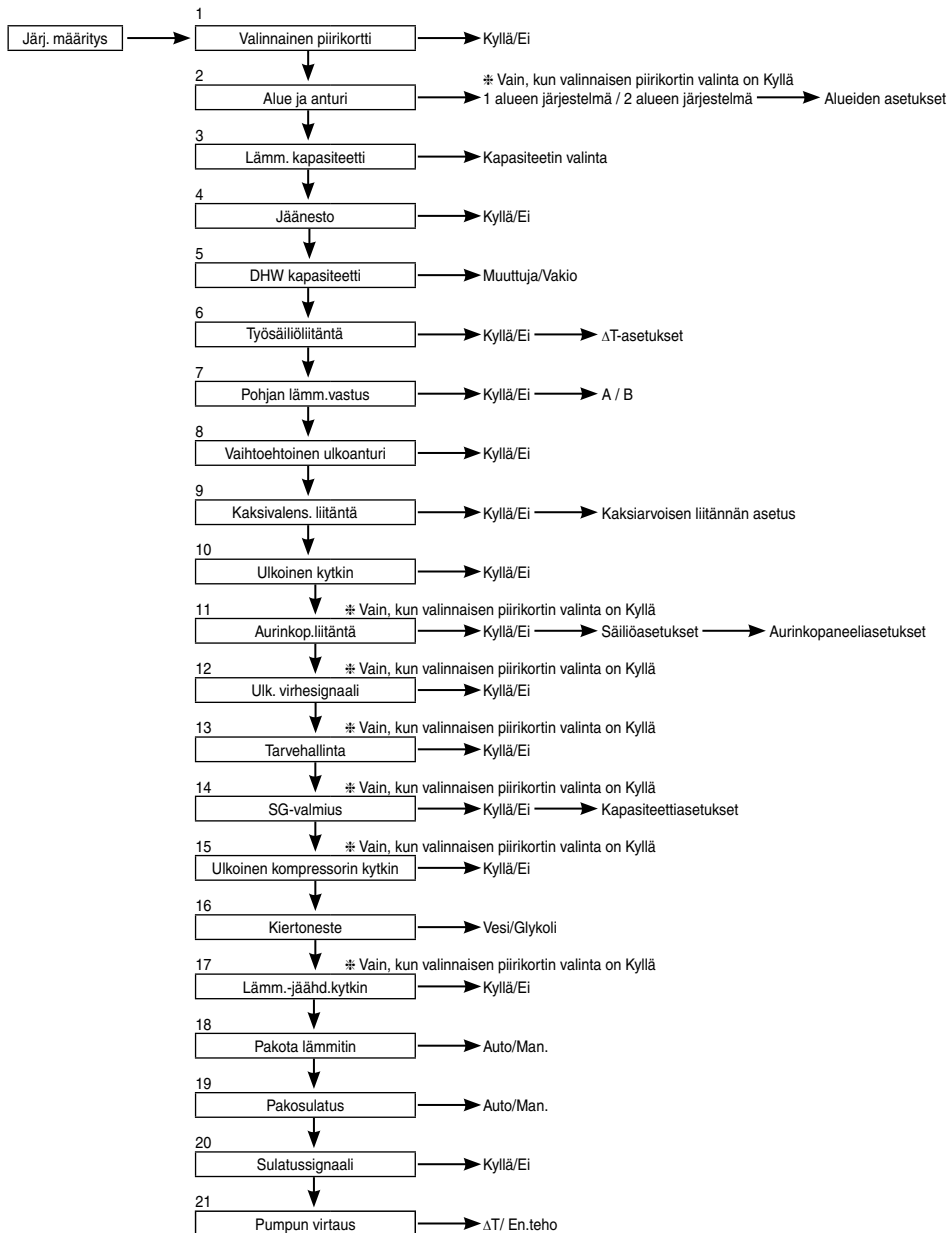 1
Järj. määritys Valinnainen piirikortti Kyllä/Ei
2
❉ Vain, kun valinnaisen piirikortin valinta on Kyllä
Alue ja anturi 1 alueen järjestelmä / 2 alueen järjestelmä Alueiden asetukset
3
Lämm. kapasiteetti Kapasiteetin valinta
4
Jäänesto Kyllä/Ei
5
DHW kapasiteetti Muuttuja/Vakio
6
Työsäiliöliitäntä Kyllä/Ei ΔT-asetukset
7
Pohjan lämm.vastus Kyllä/Ei A / B
8
Vaihtoehtoinen ulkoanturi Kyllä/Ei
9
Kaksivalens. liitäntä Kyllä/Ei Kaksiarvoisen liitännän asetus
10
Ulkoinen kytkin Kyllä/Ei
11 ❉ Vain, kun valinnaisen piirikortin valinta on Kyllä
Aurinkop.liitäntä Kyllä/Ei Säiliöasetukset Aurinkopaneeliasetukset
12 ❉ Vain, kun valinnaisen piirikortin valinta on Kyllä
Ulk. virhesignaali Kyllä/Ei
13 ❉ Vain, kun valinnaisen piirikortin valinta on Kyllä
Tarvehallinta Kyllä/Ei
14 ❉ Vain, kun valinnaisen piirikortin valinta on Kyllä
SG-valmius Kyllä/Ei Kapasiteettiasetukset
15 ❉ Vain, kun valinnaisen piirikortin valinta on Kyllä
Ulkoinen kompressorin kytkin Kyllä/Ei
16
Kiertoneste Vesi/Glykoli
17 ❉ Vain, kun valinnaisen piirikortin valinta on Kyllä
Lämm.-jäähd.kytkin Kyllä/Ei
18
Pakota lämmitin Auto/Man.
19
Pakosulatus Auto/Man.
20
Sulatussignaali Kyllä/Ei
21
Pumpun virtaus ΔT/ En.teho